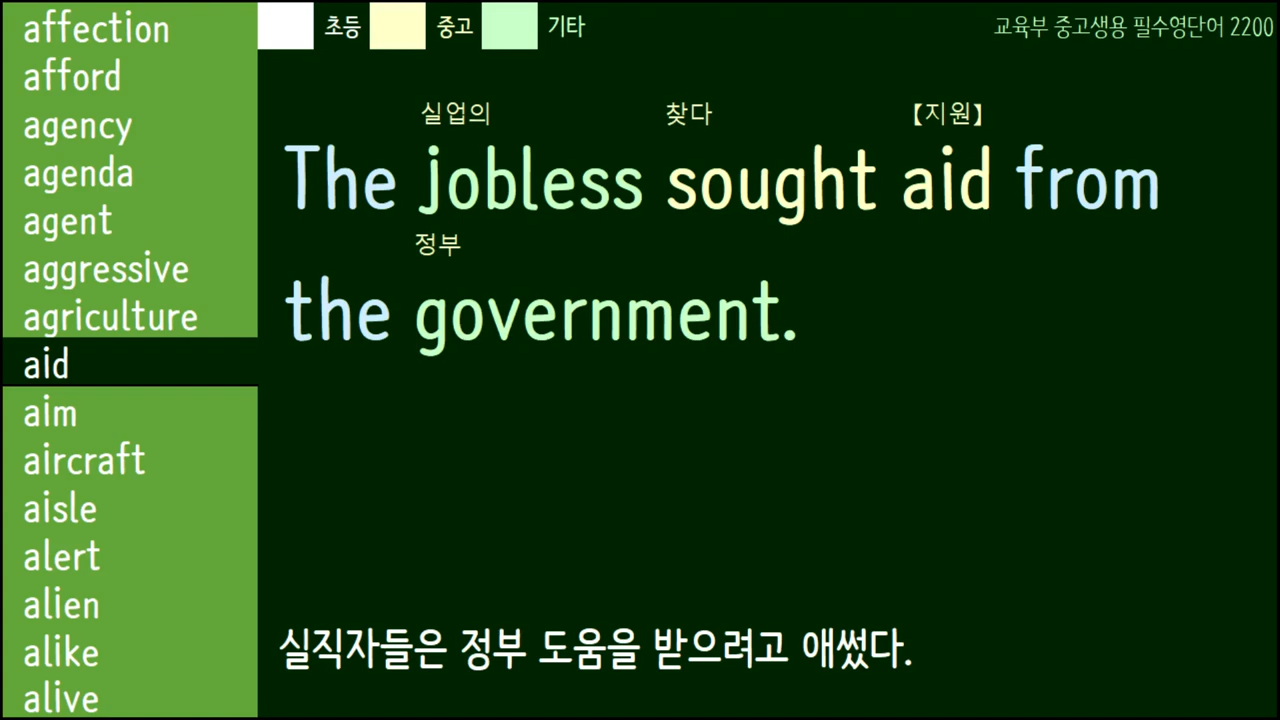 affection
afford
agency
agenda
agent
aggressive
agriculture
aid
aim
aircraft
aisle
alert
alien
alike
alive
초등 중고 기타
교육부 중고생용 필수영단어 2200
실업의 찾다 【지원】
The jobless sought aid from
정부
the government.
실직자들은 정부 도움을 받으려고 애썼다.